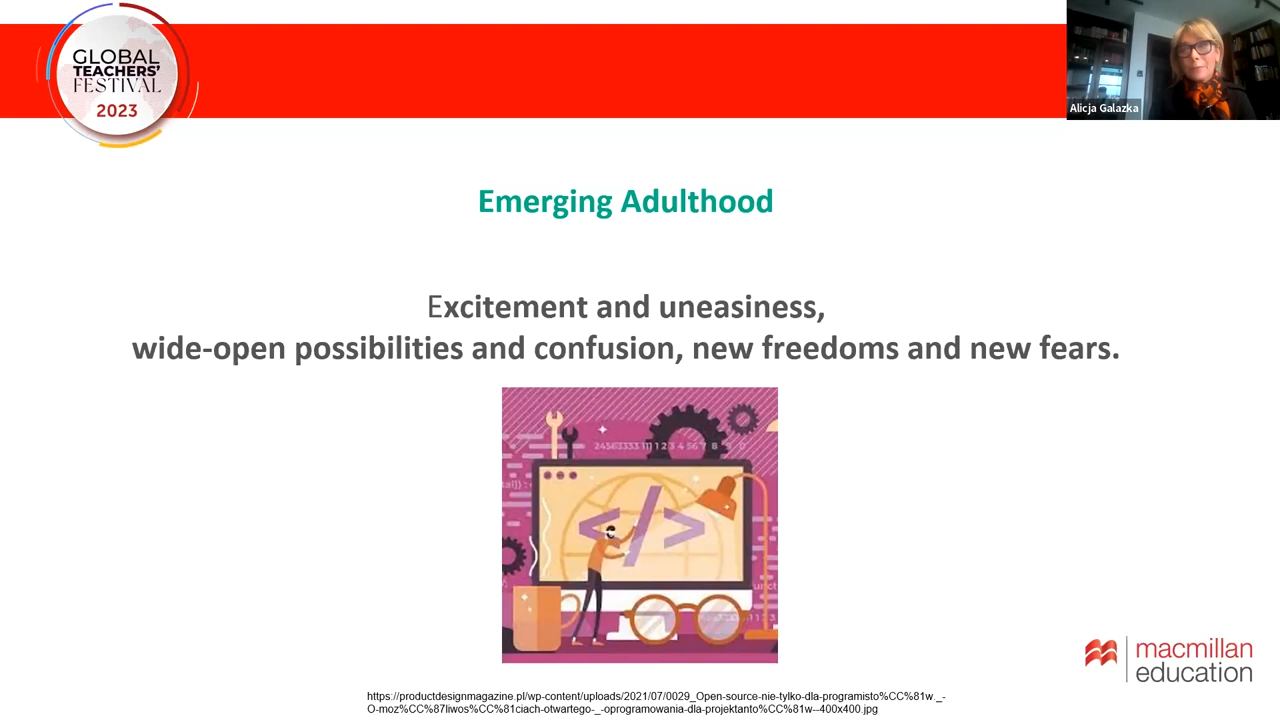 GLOBAL
TEACHERS'
FESTIVAL
2023
Alicja Galazka
Emerging Adulthood
Excitement and uneasiness,
wide-open possibilities and confusion, new freedoms and new fears.
</>
macmillan
education
https://productdesignmagazine.pl/wp-content/uploads/2021/07/0029_Open-source-nie-tylko-dla-programisto%CC%81w._-
O-moz%CC%87liwos%CC%81ciach-otwartego-_-oprogramowania-dla-projektanto%CC%81w--400x400.jpg